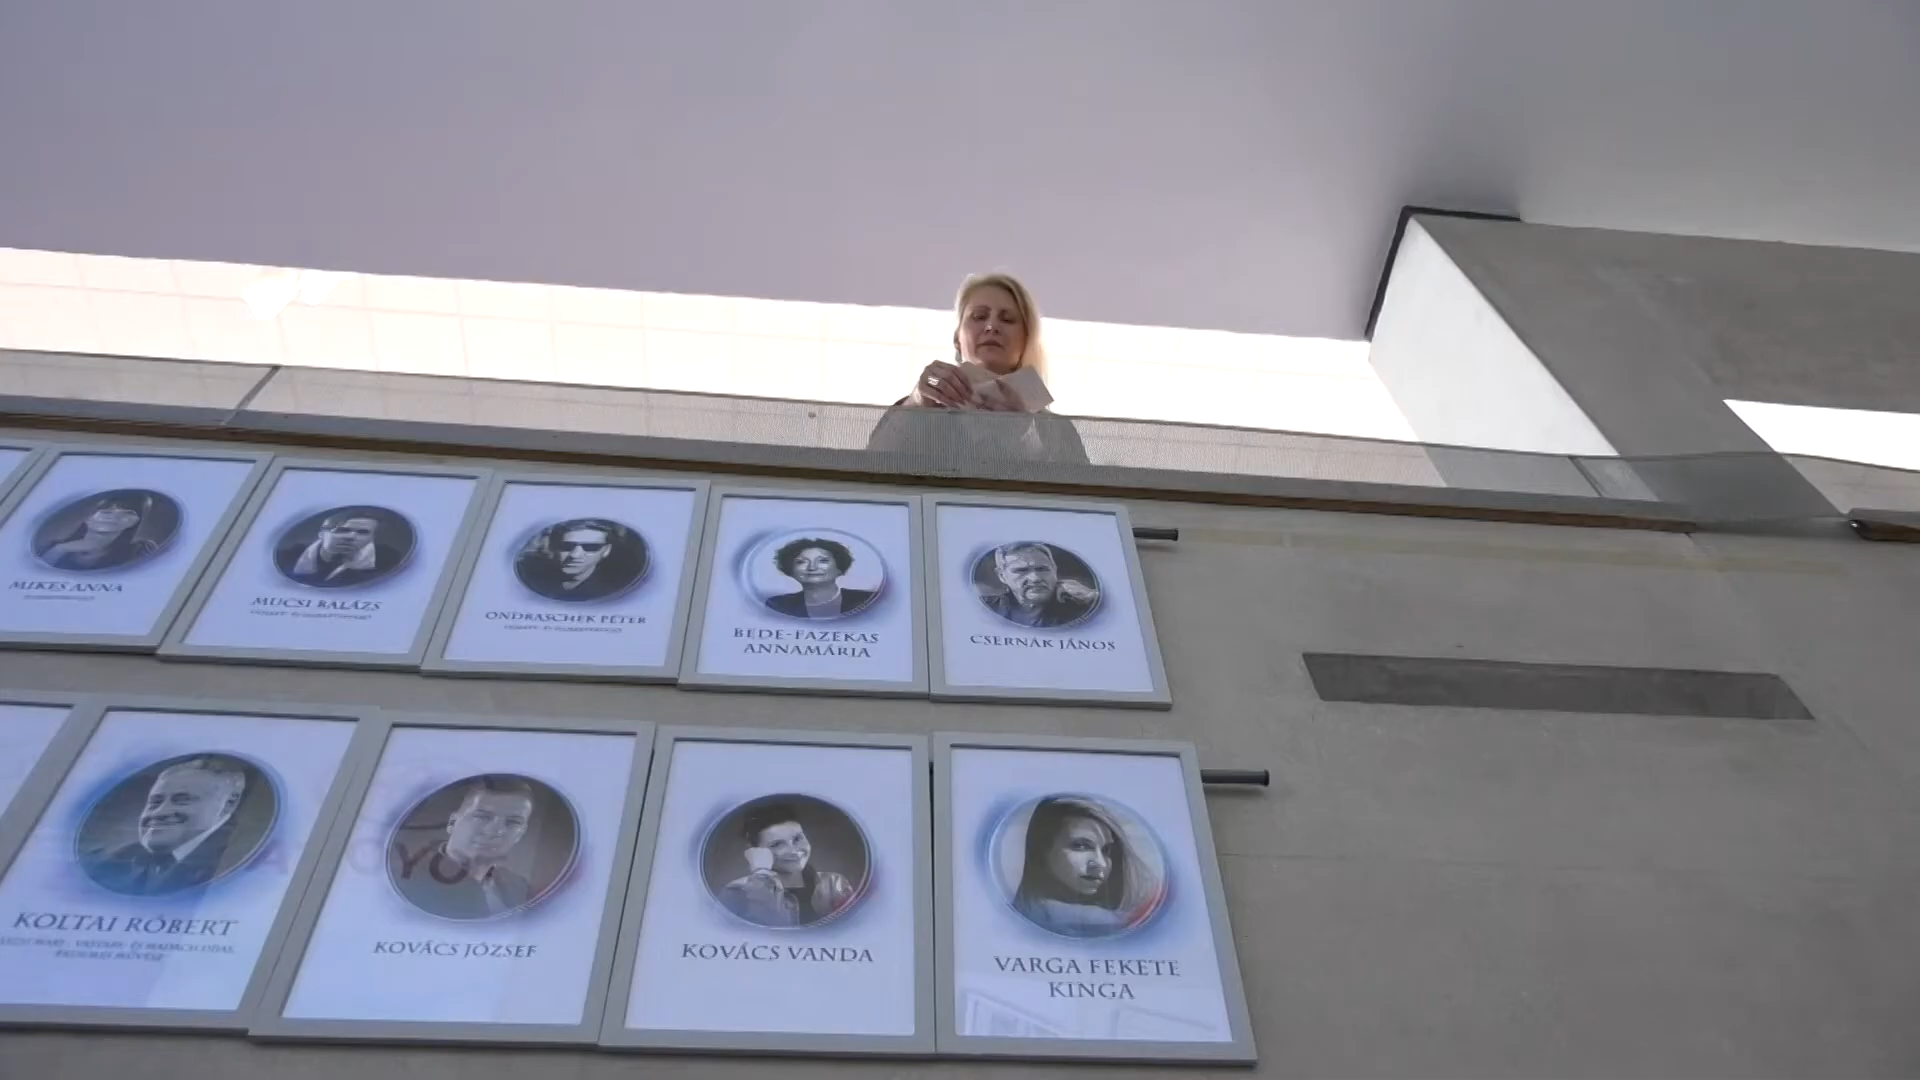 MIKES ANNA
MUCSI BALÁZS
ONDRASCHEK PÉTER
BEDE-FAZEKAS
ANNAMÁRIA
CSERNÁK JÁNOS
KOLTAI RÓBERT
KOVÁCS JÓZSEF
KOVÁCS VANDA
VARGA FEKETE
KINGA